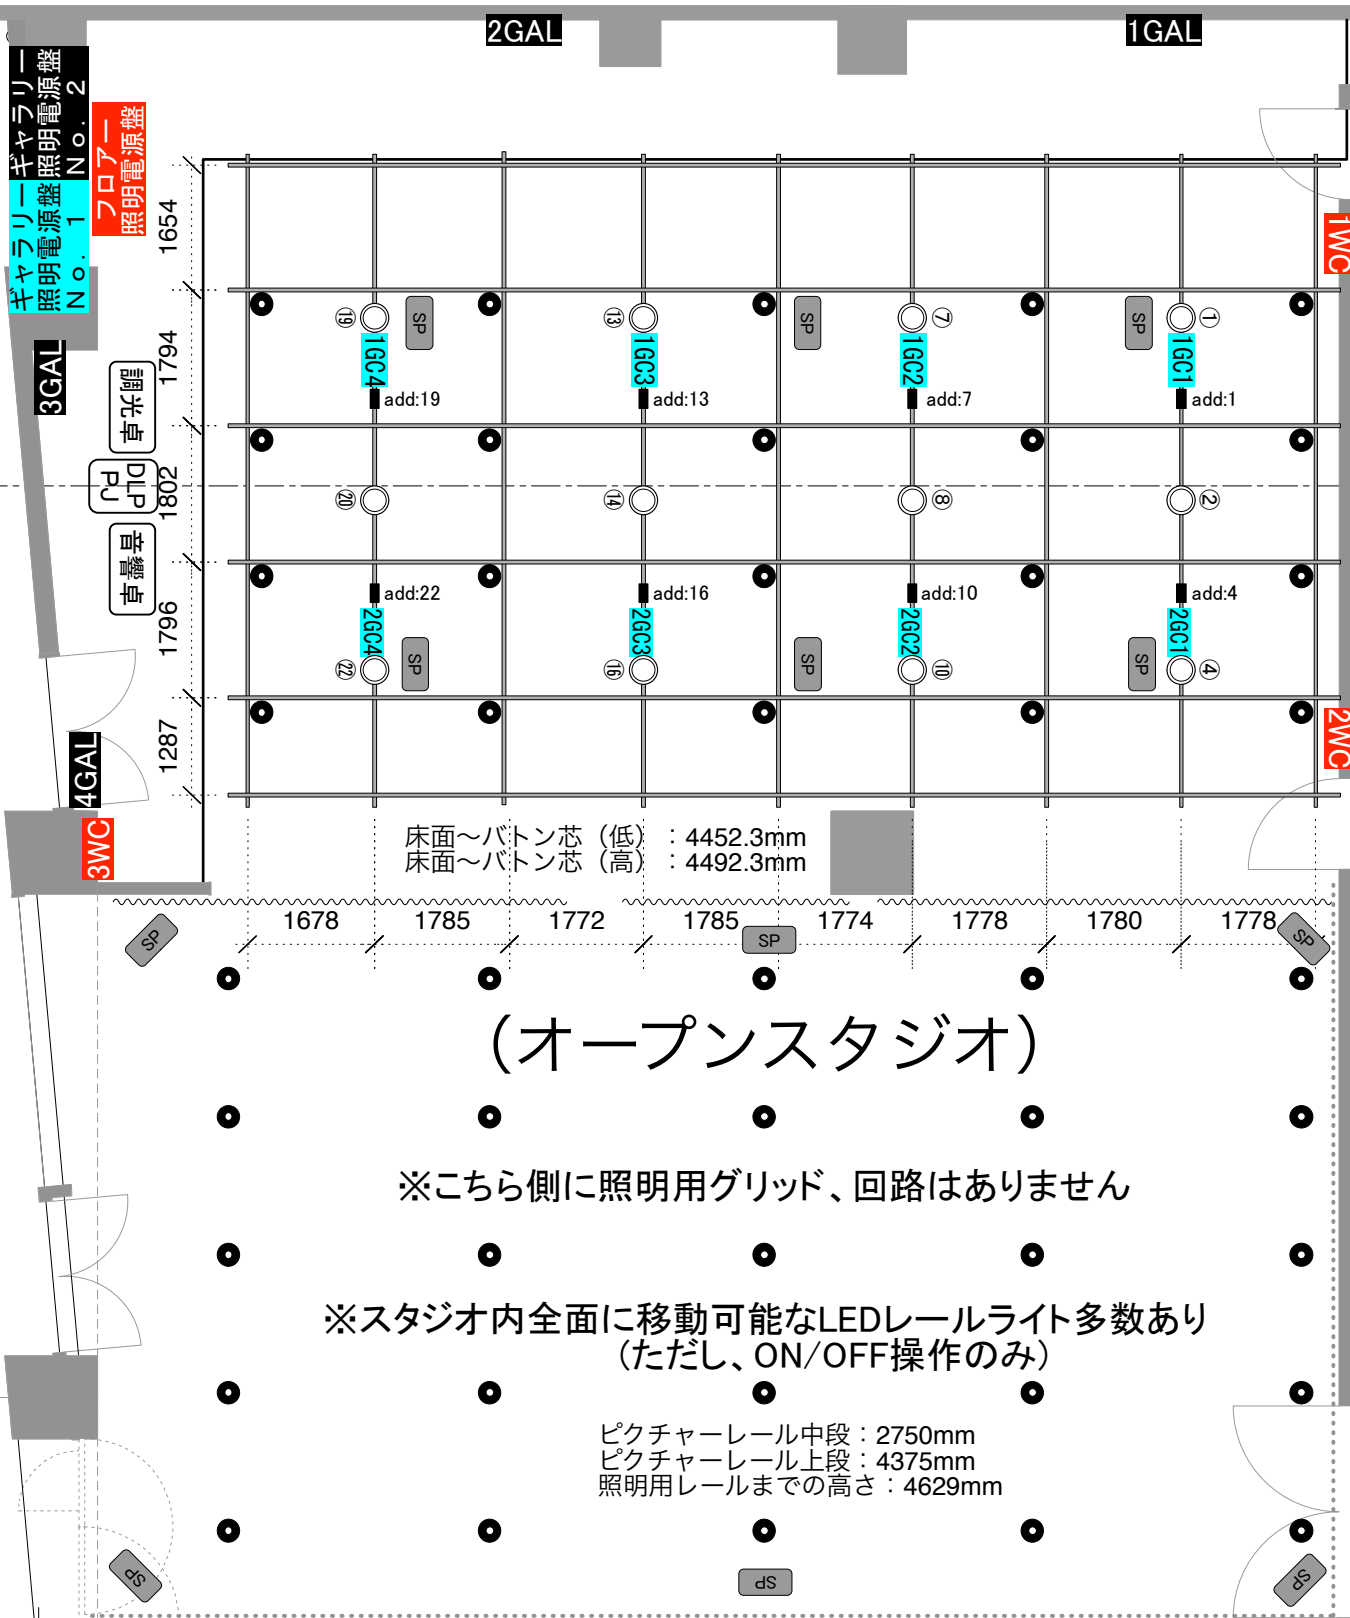 2GAL
1GAL
ギャラリー
照明電源盤
No. 2
フロアー
照明電源盤
ギャラリー
照明電源盤
No. 1
1WC
1654
3GAL
1794
調光卓
DLP
PJ
1802
音響卓
1796
1287
4GAL
3WC
2WC
⑲
SP
⑬
SP
⑦
SP
①
1GC4
1GC3
1GC2
1GC1
add:19
add:13
add:7
add:1
⑳
⑭
⑧
②
add:22
add:16
add:10
add:4
2GC4
2GC3
2GC2
2GC1
㉒
SP
⑯
SP
⑩
SP
④
床面～バトン芯（低）：4452.3mm
床面～バトン芯（高）：4492.3mm
1678
1785
1772
1785
1774
1778
1780
1778
SP
SP
SP
（オープンスタジオ）
※こちら側に照明用グリッド、回路はありません
※スタジオ内全面に移動可能なLEDレールライト多数あり
（ただし、ON/OFF操作のみ）
ピクチャーレール中段：2750mm
ピクチャーレール上段：4375mm
照明用レールまでの高さ：4629mm
SP
SP
SP